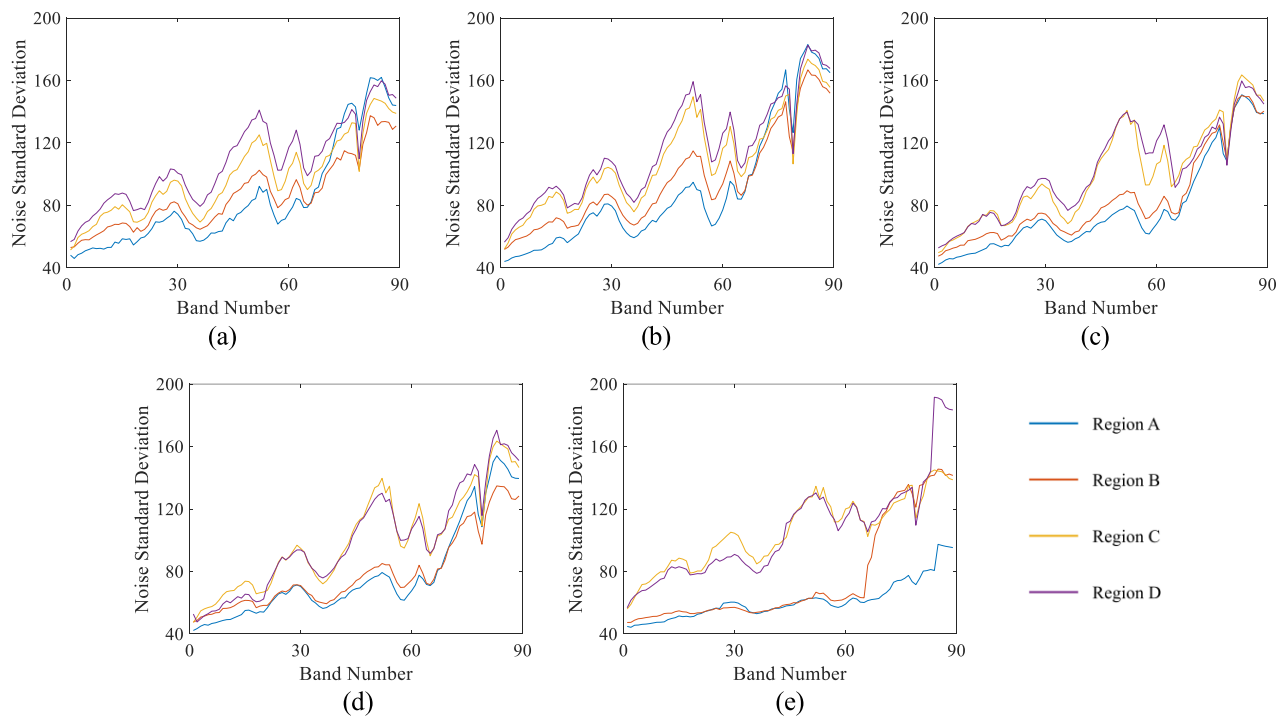 200
160
120
80
40
Noise Standard Deviation
0 30 60 90
Band Number
(a)
200
160
120
80
40
Noise Standard Deviation
0 30 60 90
Band Number
(b)
200
160
120
80
40
Noise Standard Deviation
0 30 60 90
Band Number
(c)
200
160
120
80
40
Noise Standard Deviation
0 30 60 90
Band Number
(d)
200
160
120
80
40
Noise Standard Deviation
0 30 60 90
Band Number
(e)
Region A
Region B
Region C
Region D